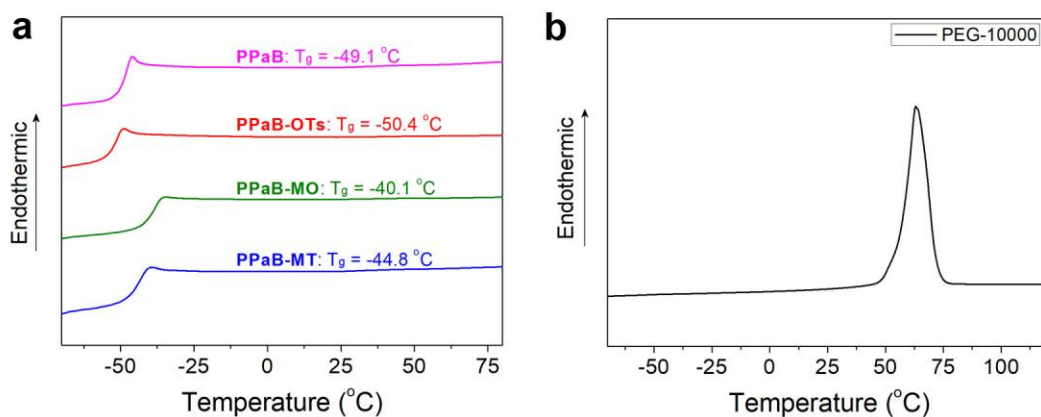 a
PPaB: Tg = -49.1 °C
PPaB-OTs: Tg = -50.4 °C
PPaB-MO: Tg = -40.1 °C
PPaB-MT: Tg = -44.8 °C
Endothermic
-50 -25 0 25 50 75
Temperature (°C)
b
PEG-10000
Endothermic
-50 -25 0 25 50 75 100
Temperature (°C)